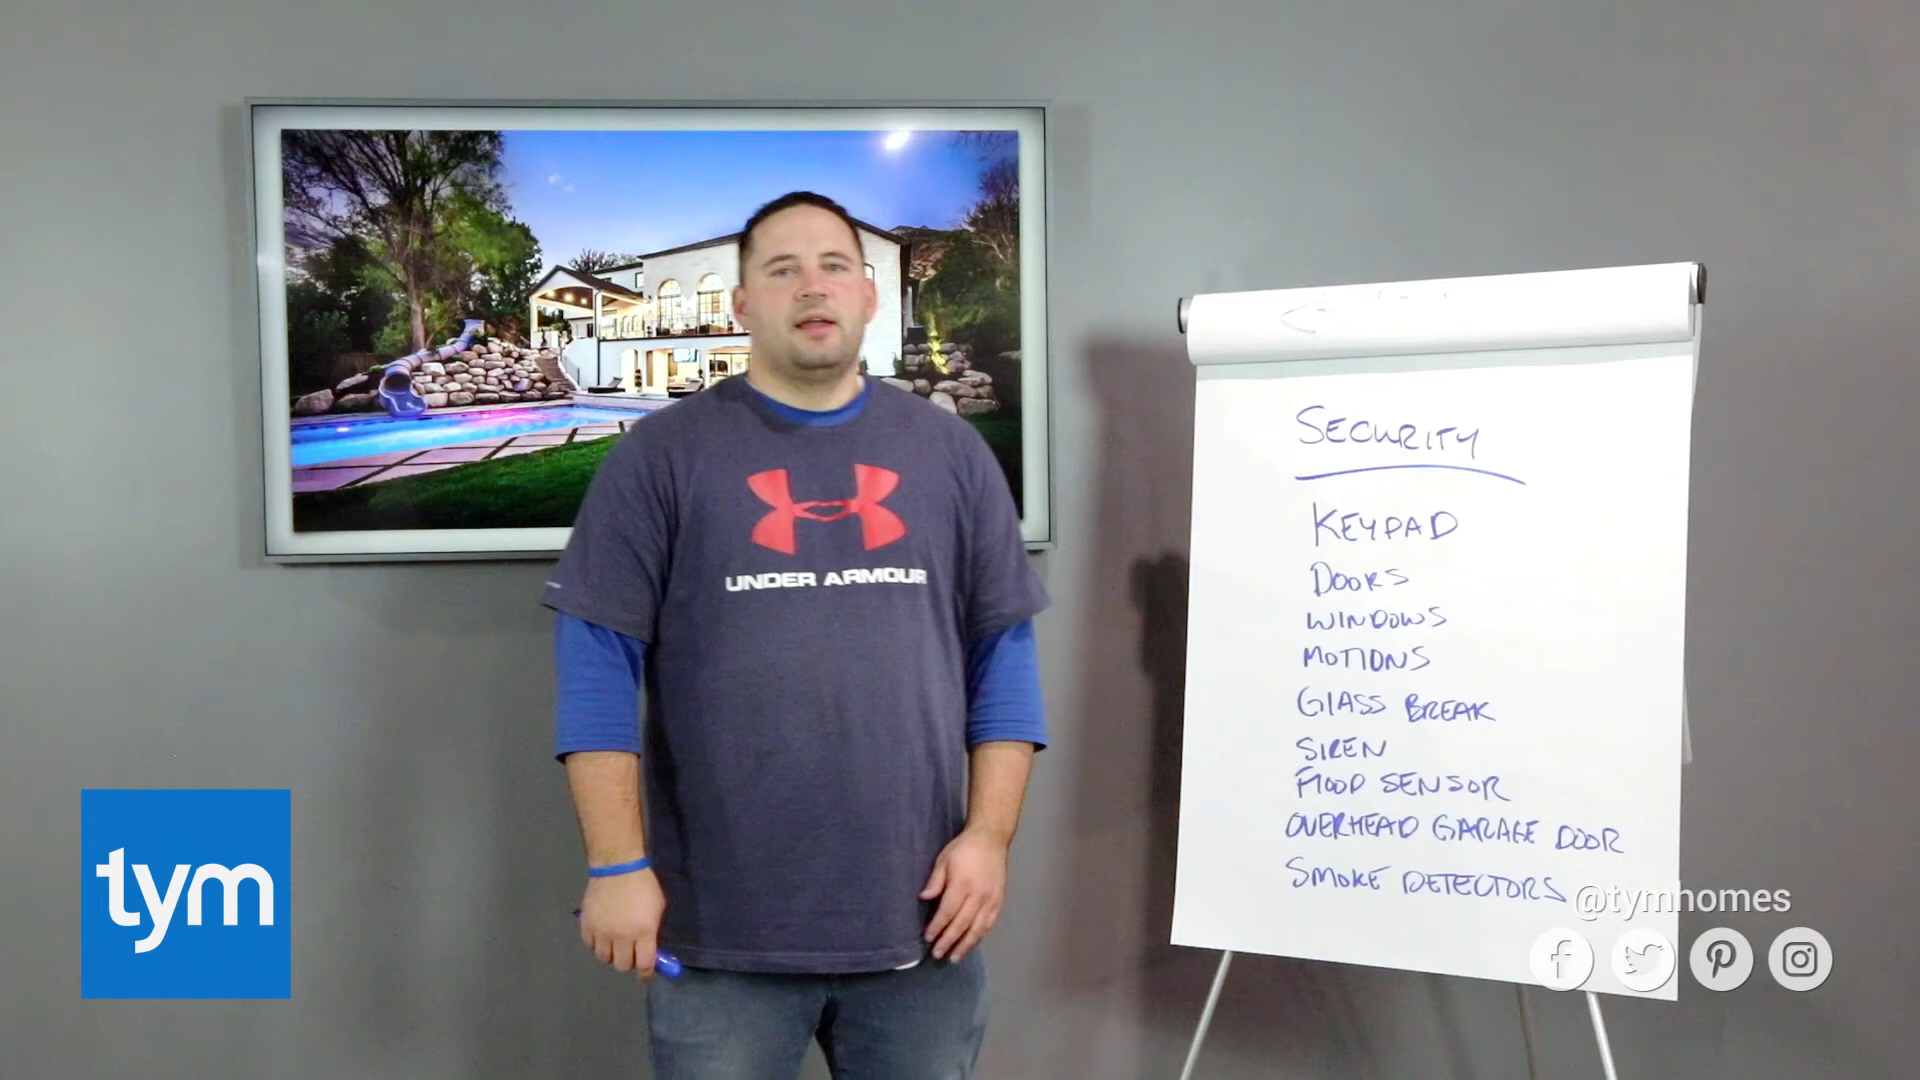 UNDER ARMOUR
SECURITY
KEYPAD
DOORS
WINDOWS
MOTIONS
GLASS BREAK
SIREN
FLOOD SENSOR
OVERHEAD GARAGE DOOR
SMOKE DETECTORS
@tymhomes
tym